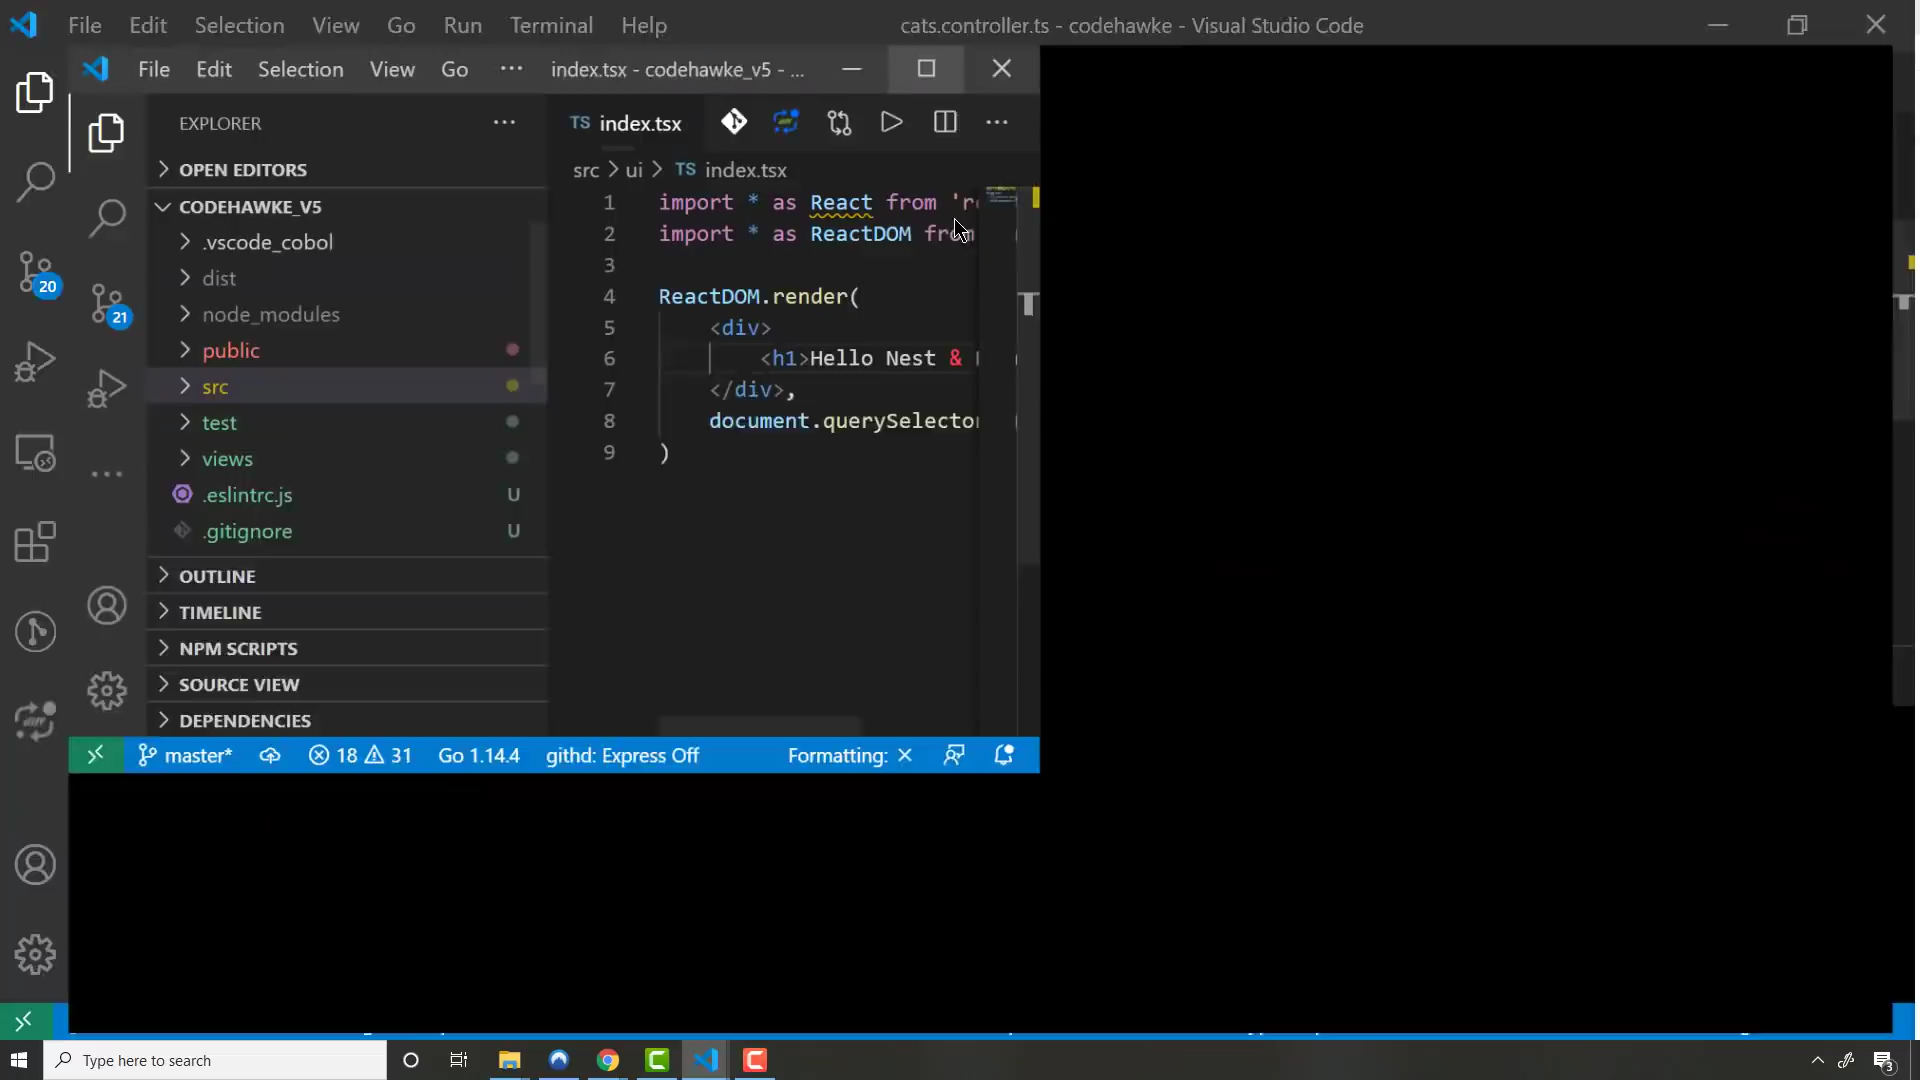 File Edit Selection View Go Run Terminal Help cats.controller.ts - codehawke - Visual Studio Code
File Edit Selection View Go ··· index.tsx - codehawke_v5 - ...
EXPLORER
OPEN EDITORS
CODEHAWKE_V5
.vscode_cobol
dist
node_modules
public
src
test
views
.eslintrc.js U
.gitignore U
OUTLINE
TIMELINE
NPM SCRIPTS
SOURCE VIEW
DEPENDENCIES
20
21
TS index.tsx
src > ui > TS index.tsx
1 import * as React from 're
2 import * as ReactDOM from
3
4 ReactDOM.render(
5 <div>
6 <h1>Hello Nest &
7 </div>,
8 document.querySelector
9 )
master* 18 31 Go 1.14.4 githd: Express Off Formatting: ×
Type here to search
3